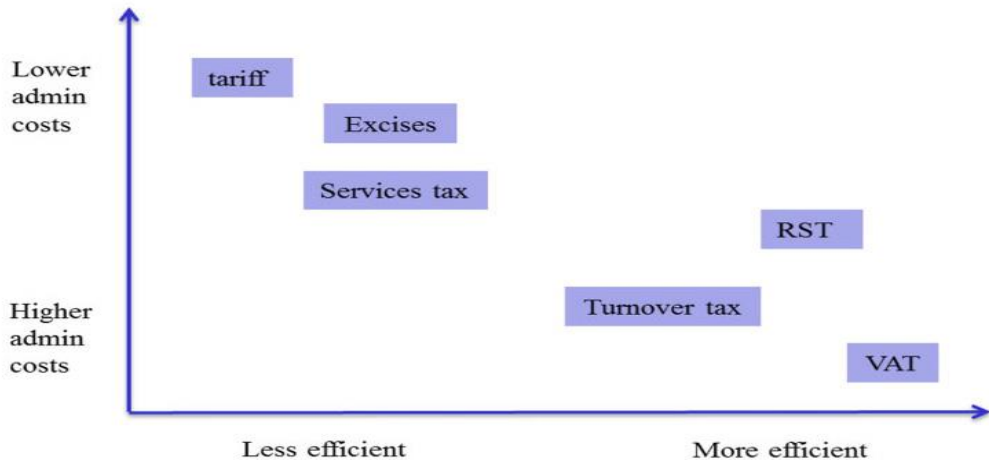 Lower
admin
costs
tariff
Excises
Services tax
RST
Higher
admin
costs
Turnover tax
VAT
Less efficient
More efficient